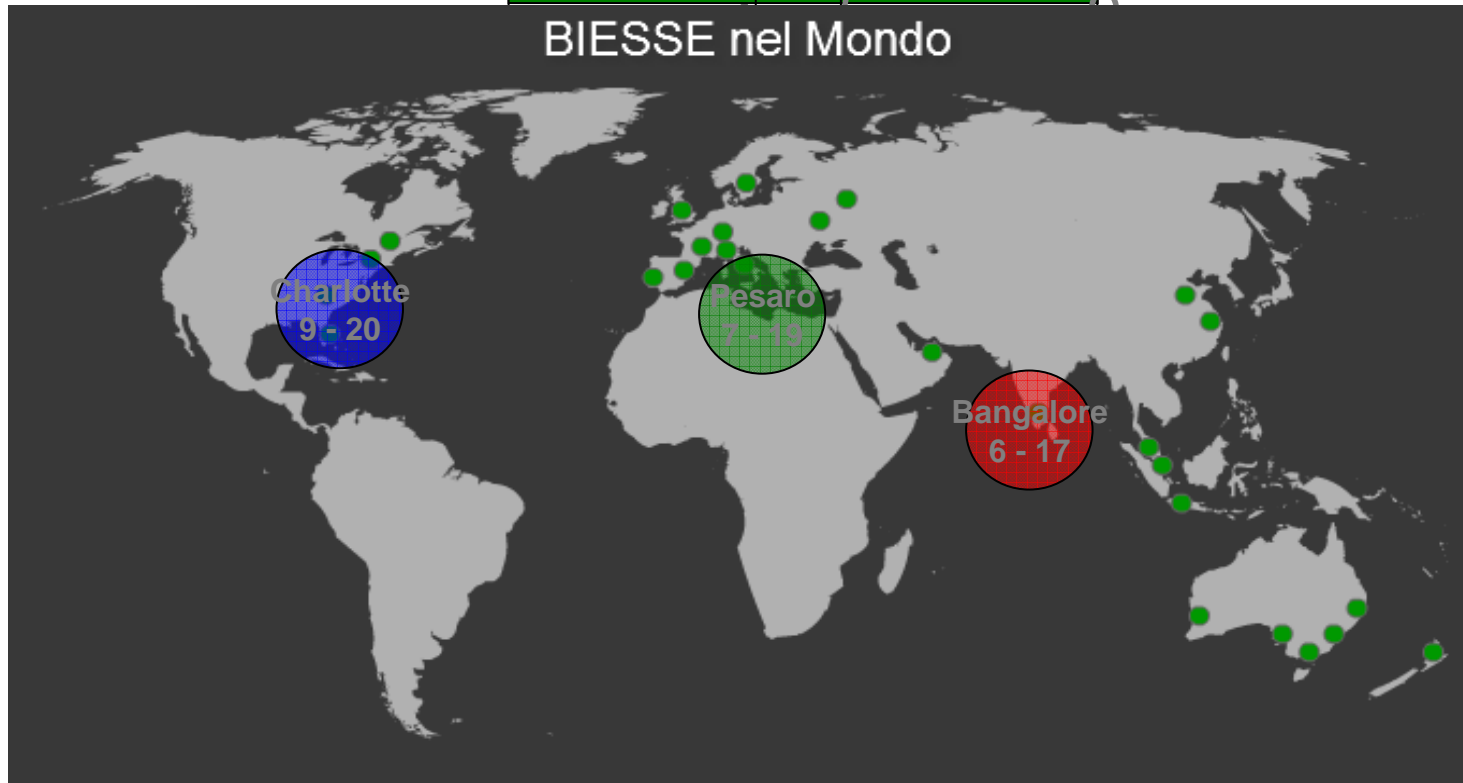 BIESSE nel Mondo
Charlotte
9 - 20
Pesaro
7 - 19
Bangalore
6 - 17